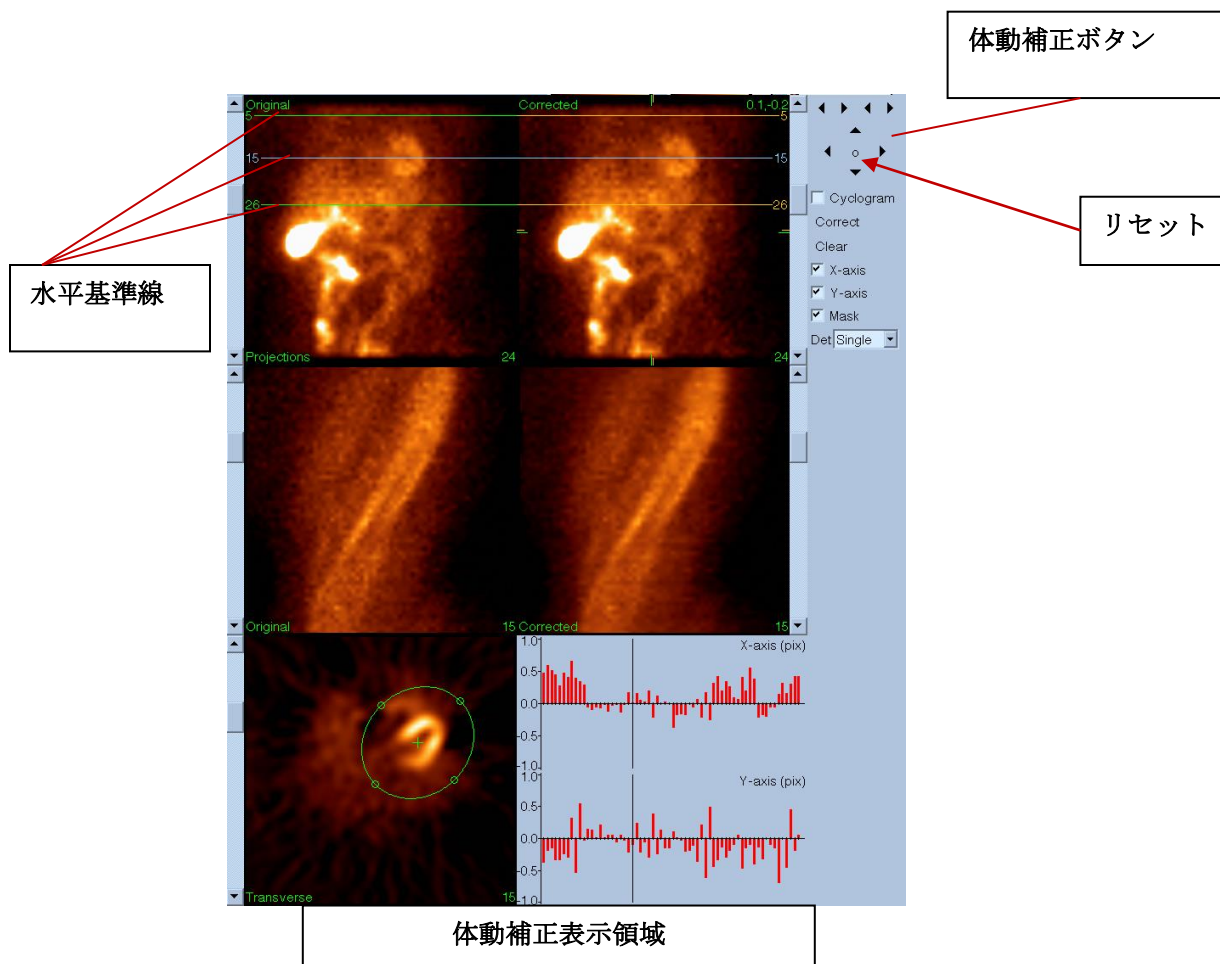 体動補正ボタン
Original
Corrected
0.1,-0.2
5
5
15
15
26
26
Cyclogram
Correct
Clear
リセット
X-axis
Y-axis
Mask
Det Single
水平基準線
Projections
24
24
Original
15
Corrected
15
X-axis (pix)
1.0
0.5
0.0
-0.5
-1.0
Y-axis (pix)
1.0
0.5
0.0
-0.5
-1.0
Transverse
15
体動補正表示領域